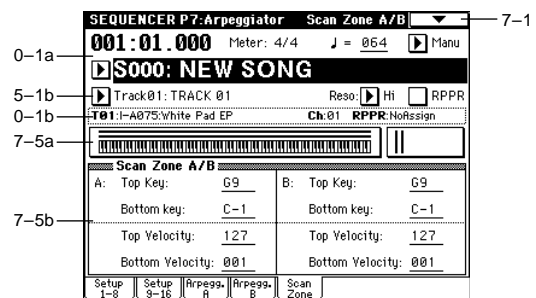 SEQUENCER P7:Arpeggiator Scan Zone A/B
7–1
001:01.000 Meter: 4/4 ♩ = 064 Manu
0–1a
S000: NEW SONG
5–1b
Track01: TRACK 01 Reso: Hi RPPR
0–1b
T01:I-A075:White Pad EP Ch:01 RPPR:NoAssign
7–5a
Scan Zone A/B
A: Top Key: G9 B: Top Key: G9
Bottom key: C-1 Bottom key: C-1
7–5b
Top Velocity: 127 Top Velocity: 127
Bottom Velocity: 001 Bottom Velocity: 001
Setup 1-8 Setup 9-16 Arpegg. A Arpegg. B Scan Zone